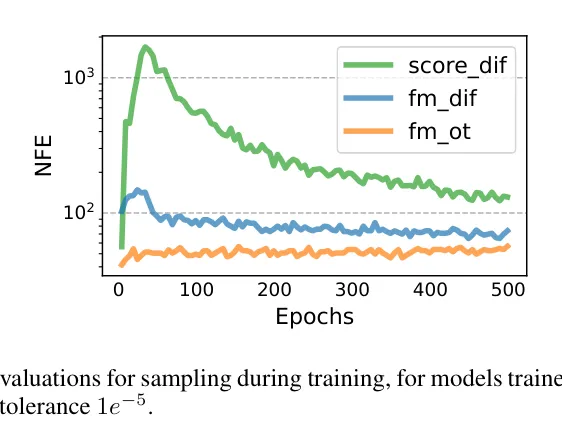 score_dif
fm_dif
fm_ot
10³
10²
NFE
0 100 200 300 400 500
Epochs
valuations for sampling during training, for models traine
tolerance 1e⁻⁵.